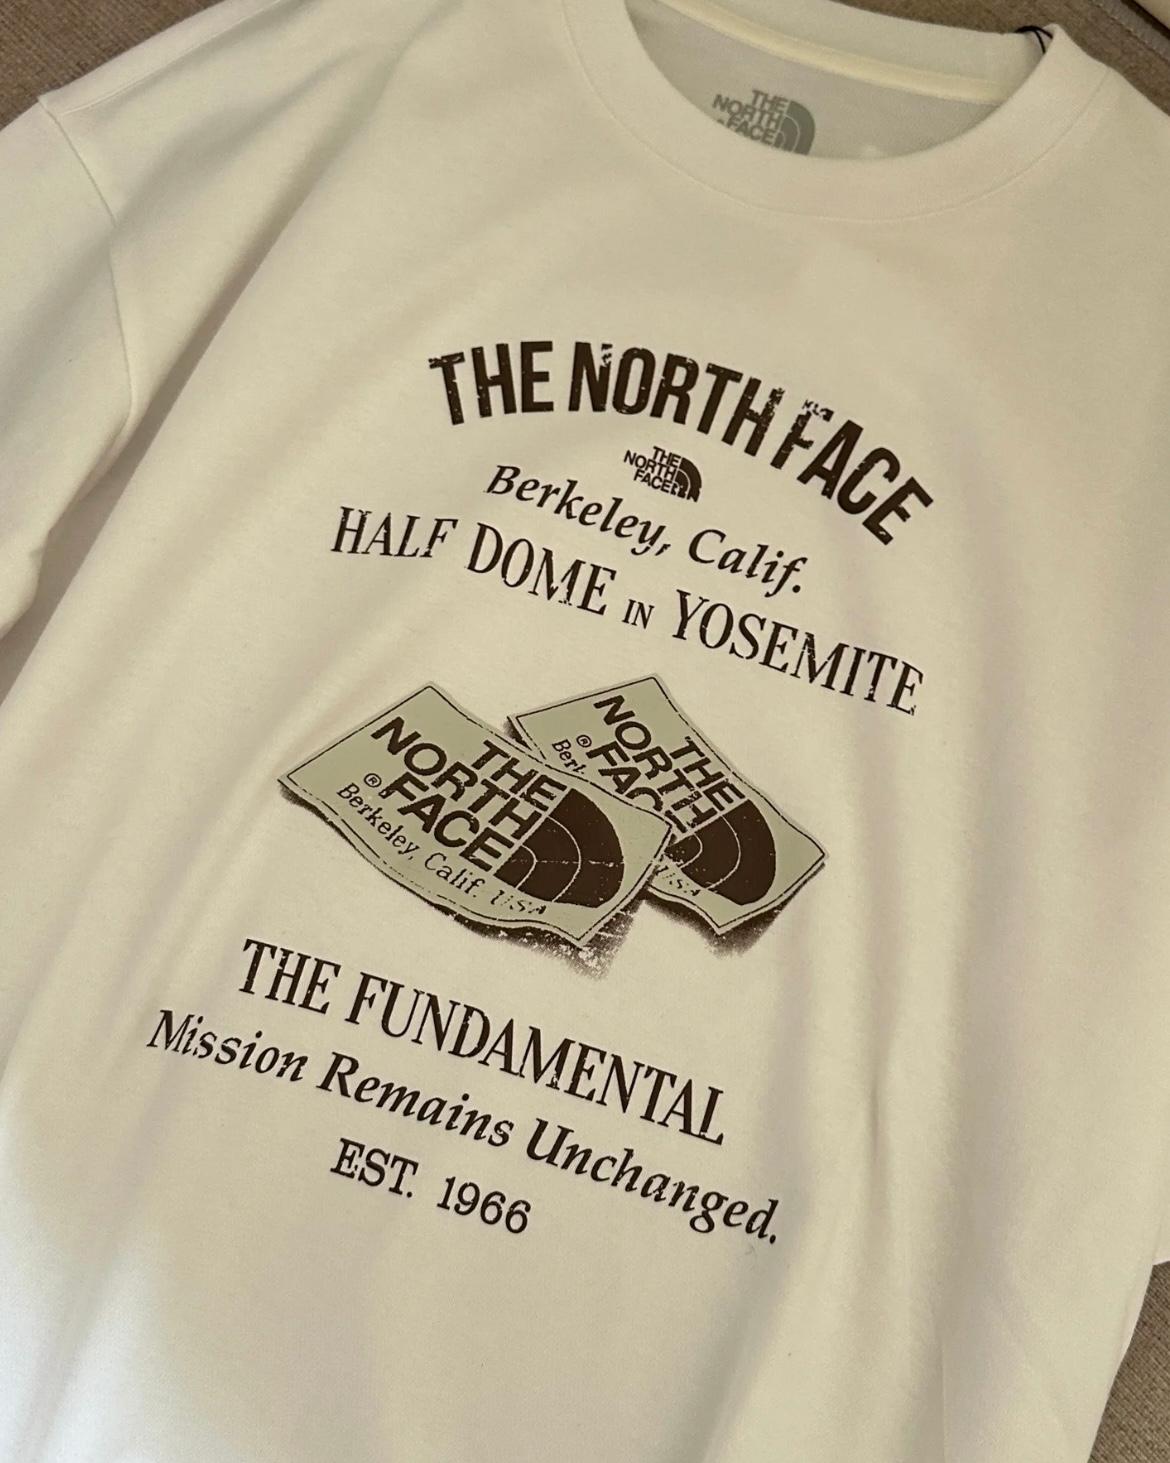 THE
NORTH
FACE
THE NORTH FACE
THE
NORTH
FACE
Berkeley, Calif.
HALF DOME IN YOSEMITE
THE
NORTH
® FACE
Berkeley, Calif. USA
THE
NORTH
®
USA
THE FUNDAMENTAL
Mission Remains Unchanged.
EST. 1966